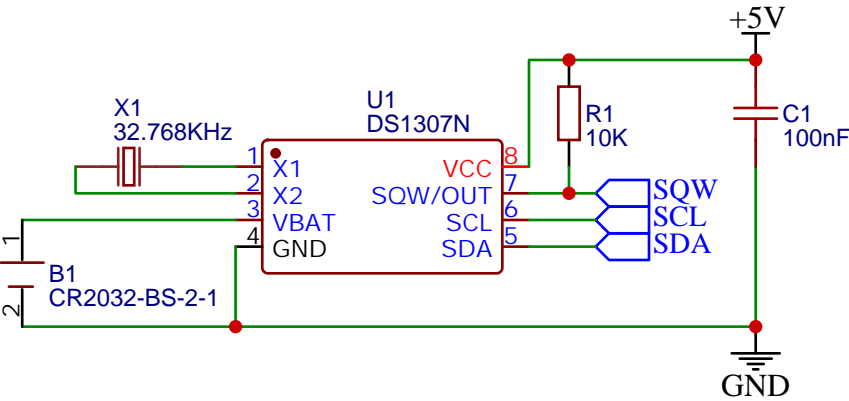 +5V
X1
32.768KHz
U1
DS1307N
R1
10K
C1
100nF
1 X1
2 X2
3 VBAT
4 GND
VCC 8
SQW/OUT 7
SCL 6
SDA 5
SQW
SCL
SDA
1
B1
CR2032-BS-2-1
2
GND